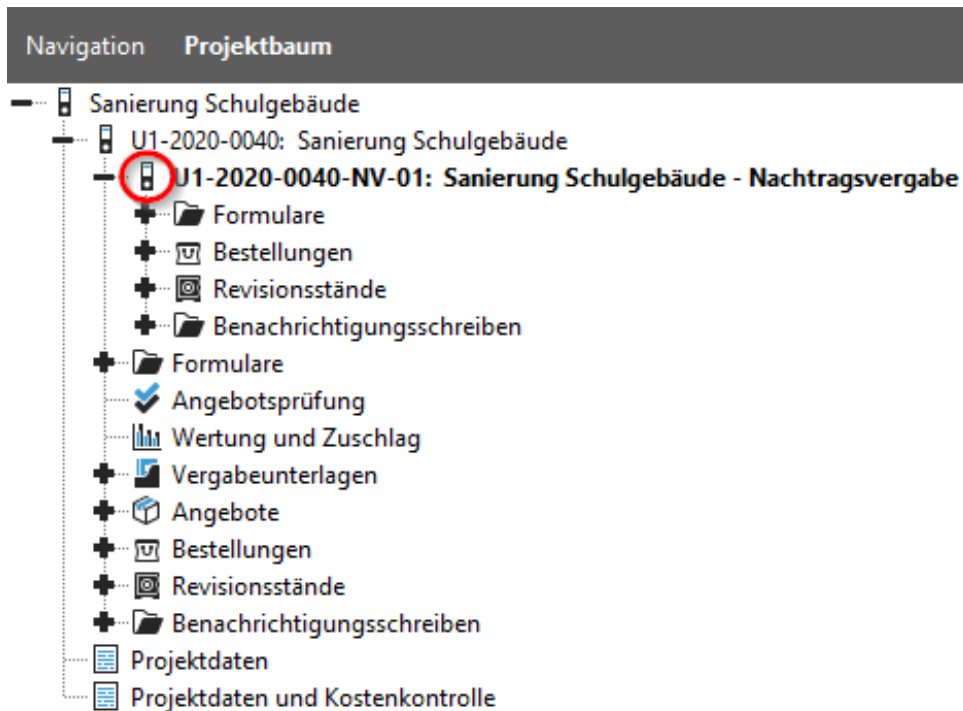 Navigation Projektbaum
Sanierung Schulgebäude
U1-2020-0040: Sanierung Schulgebäude
U1-2020-0040-NV-01: Sanierung Schulgebäude - Nachtragsvergabe
Formulare
Bestellungen
Revisionsstände
Benachrichtigungsschreiben
Formulare
Angebotsprüfung
Wertung und Zuschlag
Vergabeunterlagen
Angebote
Bestellungen
Revisionsstände
Benachrichtigungsschreiben
Projektdaten
Projektdaten und Kostenkontrolle